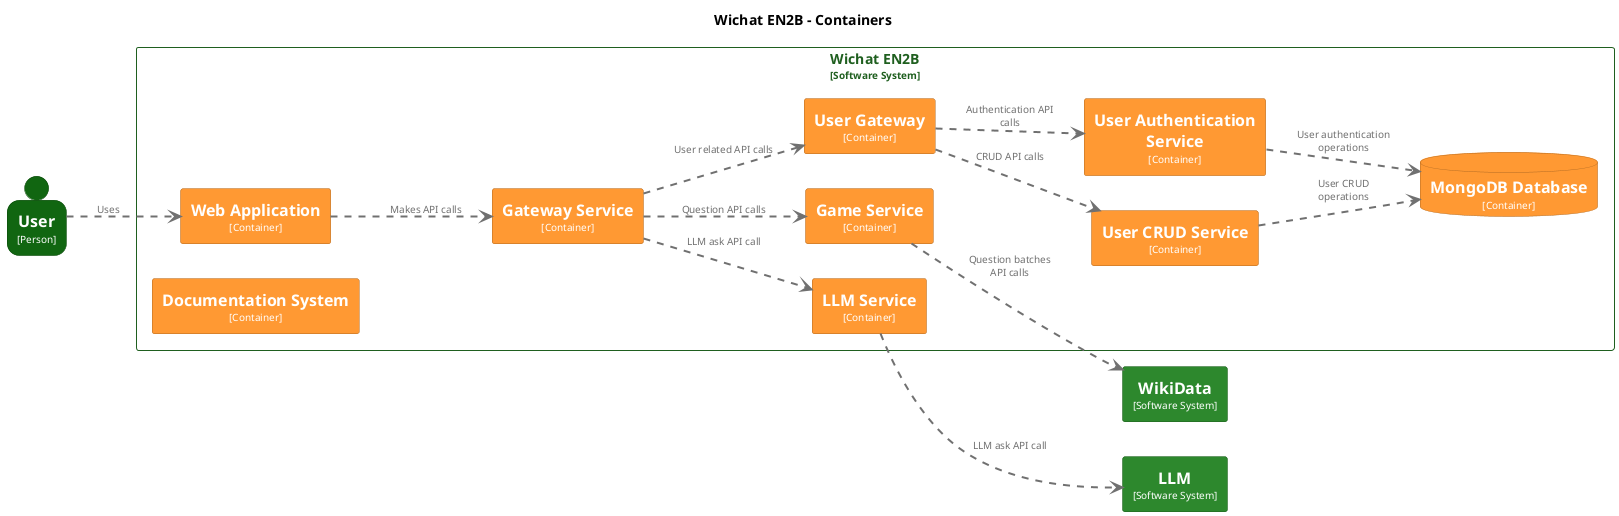 Wichat EN2B - Containers
Wichat EN2B
[Software System]
User
[Person]
Uses
Web Application
[Container]
Makes API calls
Documentation System
[Container]
Gateway Service
[Container]
User related API calls
Question API calls
LLM ask API call
User Gateway
[Container]
Game Service
[Container]
LLM Service
[Container]
Authentication API
calls
CRUD API calls
Question batches
API calls
LLM ask API call
User Authentication
Service
[Container]
User CRUD Service
[Container]
WikiData
[Software System]
LLM
[Software System]
User authentication
operations
User CRUD
operations
MongoDB Database
[Container]